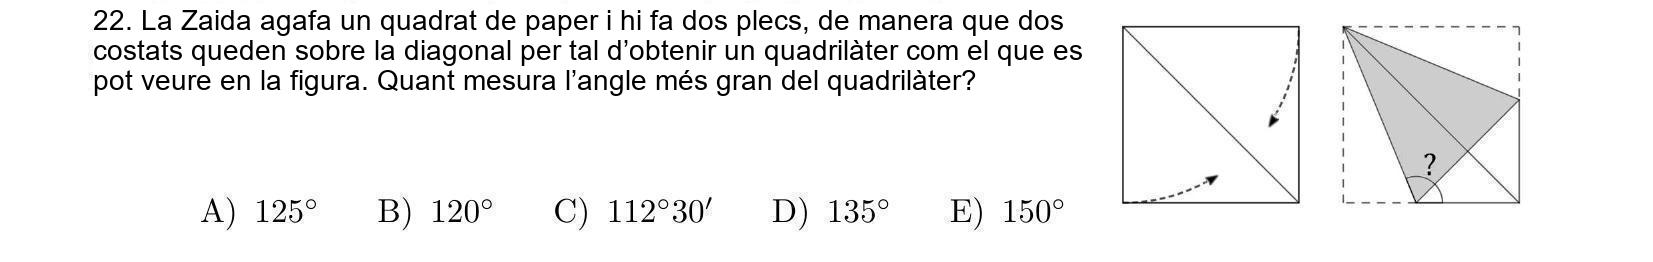 22. La Zaida agafa un quadrat de paper i hi fa dos plecs, de manera que dos
costats queden sobre la diagonal per tal d'obtenir un quadrilàter com el que es
pot veure en la figura. Quant mesura l'angle més gran del quadrilàter?
?
A) 125° B) 120° C) 112°30′ D) 135° E) 150°